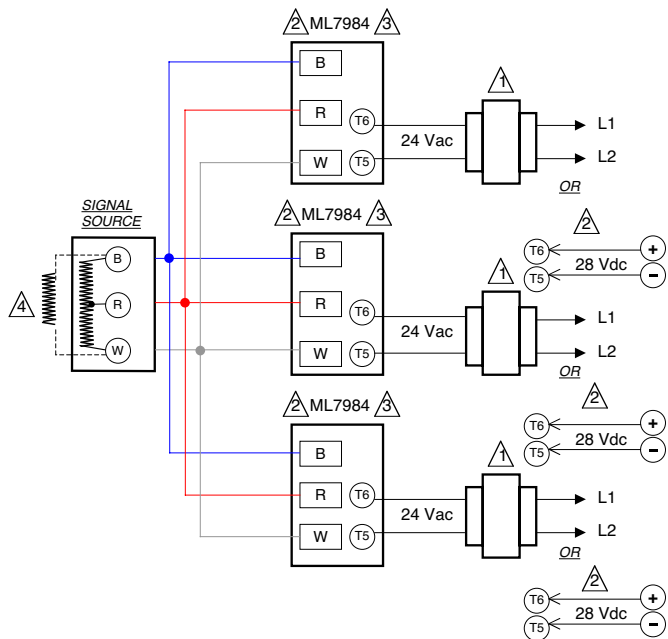 2 ML7984 3
B
R
W
T6
T5
24 Vac
1
L1
L2
OR
SIGNAL
SOURCE
B
R
W
4
2 ML7984 3
B
R
W
T6
T5
24 Vac
1
L1
L2
OR
2
T6
T5
28 Vdc
+
−
2 ML7984 3
B
R
W
T6
T5
24 Vac
1
L1
L2
OR
2
T6
T5
28 Vdc
+
−
2
T6
T5
28 Vdc
+
−